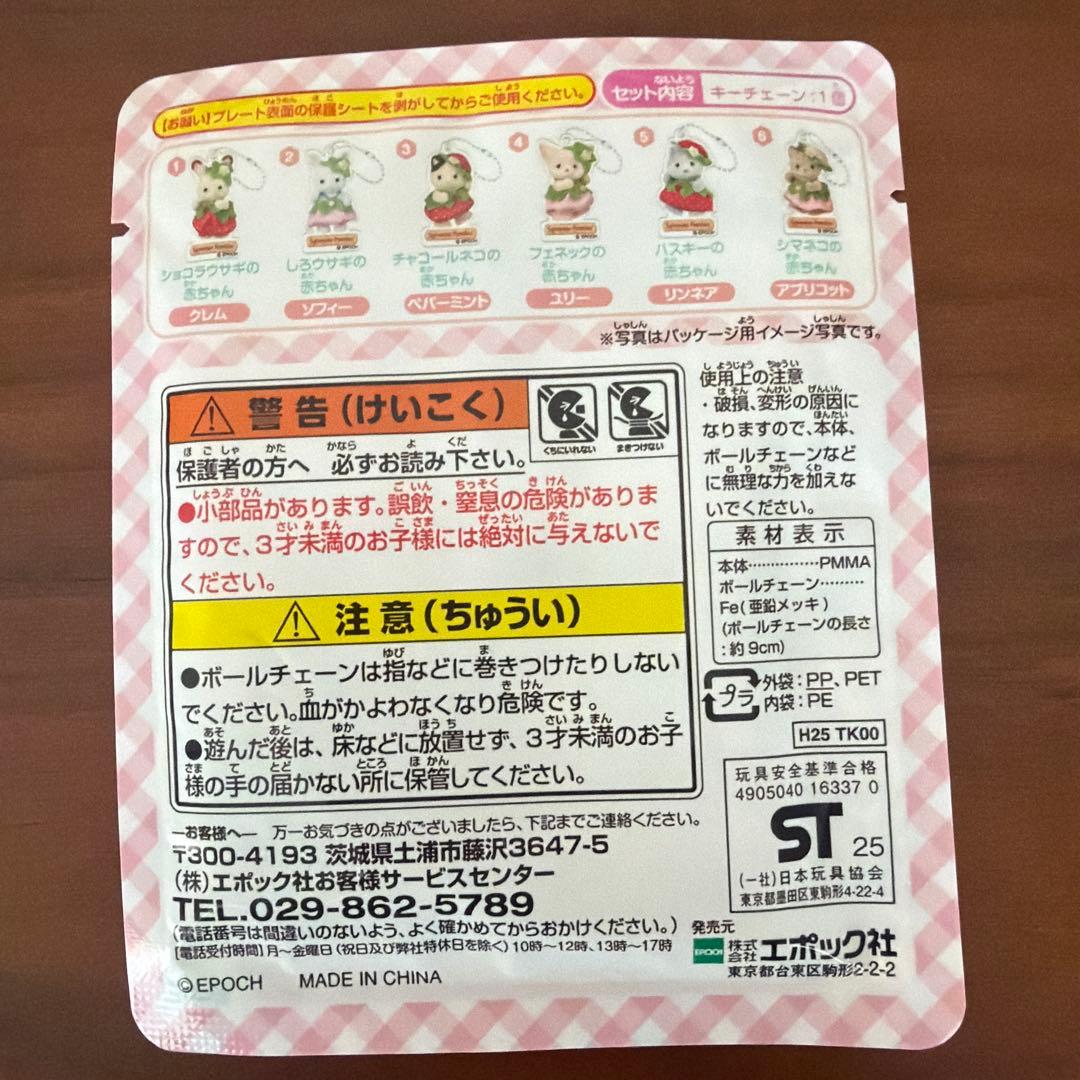 【お願い】プレート表面の保護シートを剥がしてからご使用ください。
セット内容 キーチェーン：1個
1 2 3 4 5 6
ショコラウサギの赤ちゃん
クレム
しろウサギの赤ちゃん
ソフィー
チャコールネコの赤ちゃん
ペパーミント
フェネックの赤ちゃん
ユリー
ハスキーの赤ちゃん
リンネア
シマネコの赤ちゃん
アプリコット
※写真はパッケージ用イメージ写真です。
警告(けいこく)
くちにいれない
まきつけない
保護者の方へ 必ずお読み下さい。
●小部品があります。誤飲・窒息の危険がありま
すので、3才未満のお子様には絶対に与えないで
ください。
注意(ちゅうい)
●ボールチェーンは指などに巻きつけたりしない
でください。血がかよわなくなり危険です。
●遊んだ後は、床などに放置せず、3才未満のお子
様の手の届かない所に保管してください。
使用上の注意
・破損、変形の原因に
なりますので、本体、
ボールチェーンなど
に無理な力を加えな
いでください。
素材表示
本体……………PMMA
ボールチェーン………
Fe(亜鉛メッキ)
(ボールチェーンの長さ
:約9cm)
プラ
外袋:PP、PET
内袋:PE
H25 TK00
玩具安全基準合格
4905040 16337 0
ST 25
(一社)日本玩具協会
東京都墨田区東駒形4-22-4
―お客様へ― 万一お気づきの点がございましたら、下記までご連絡ください。
〒300-4193 茨城県土浦市藤沢3647-5
(株)エポック社お客様サービスセンター
TEL.029-862-5789
(電話番号は間違いのないよう、よく確かめてからおかけください。)
【電話受付時間】月〜金曜日(祝日及び弊社特休日を除く)10時〜12時、13時〜17時
©EPOCH MADE IN CHINA
発売元
EPOCH 株式会社エポック社
東京都台東区駒形2-2-2